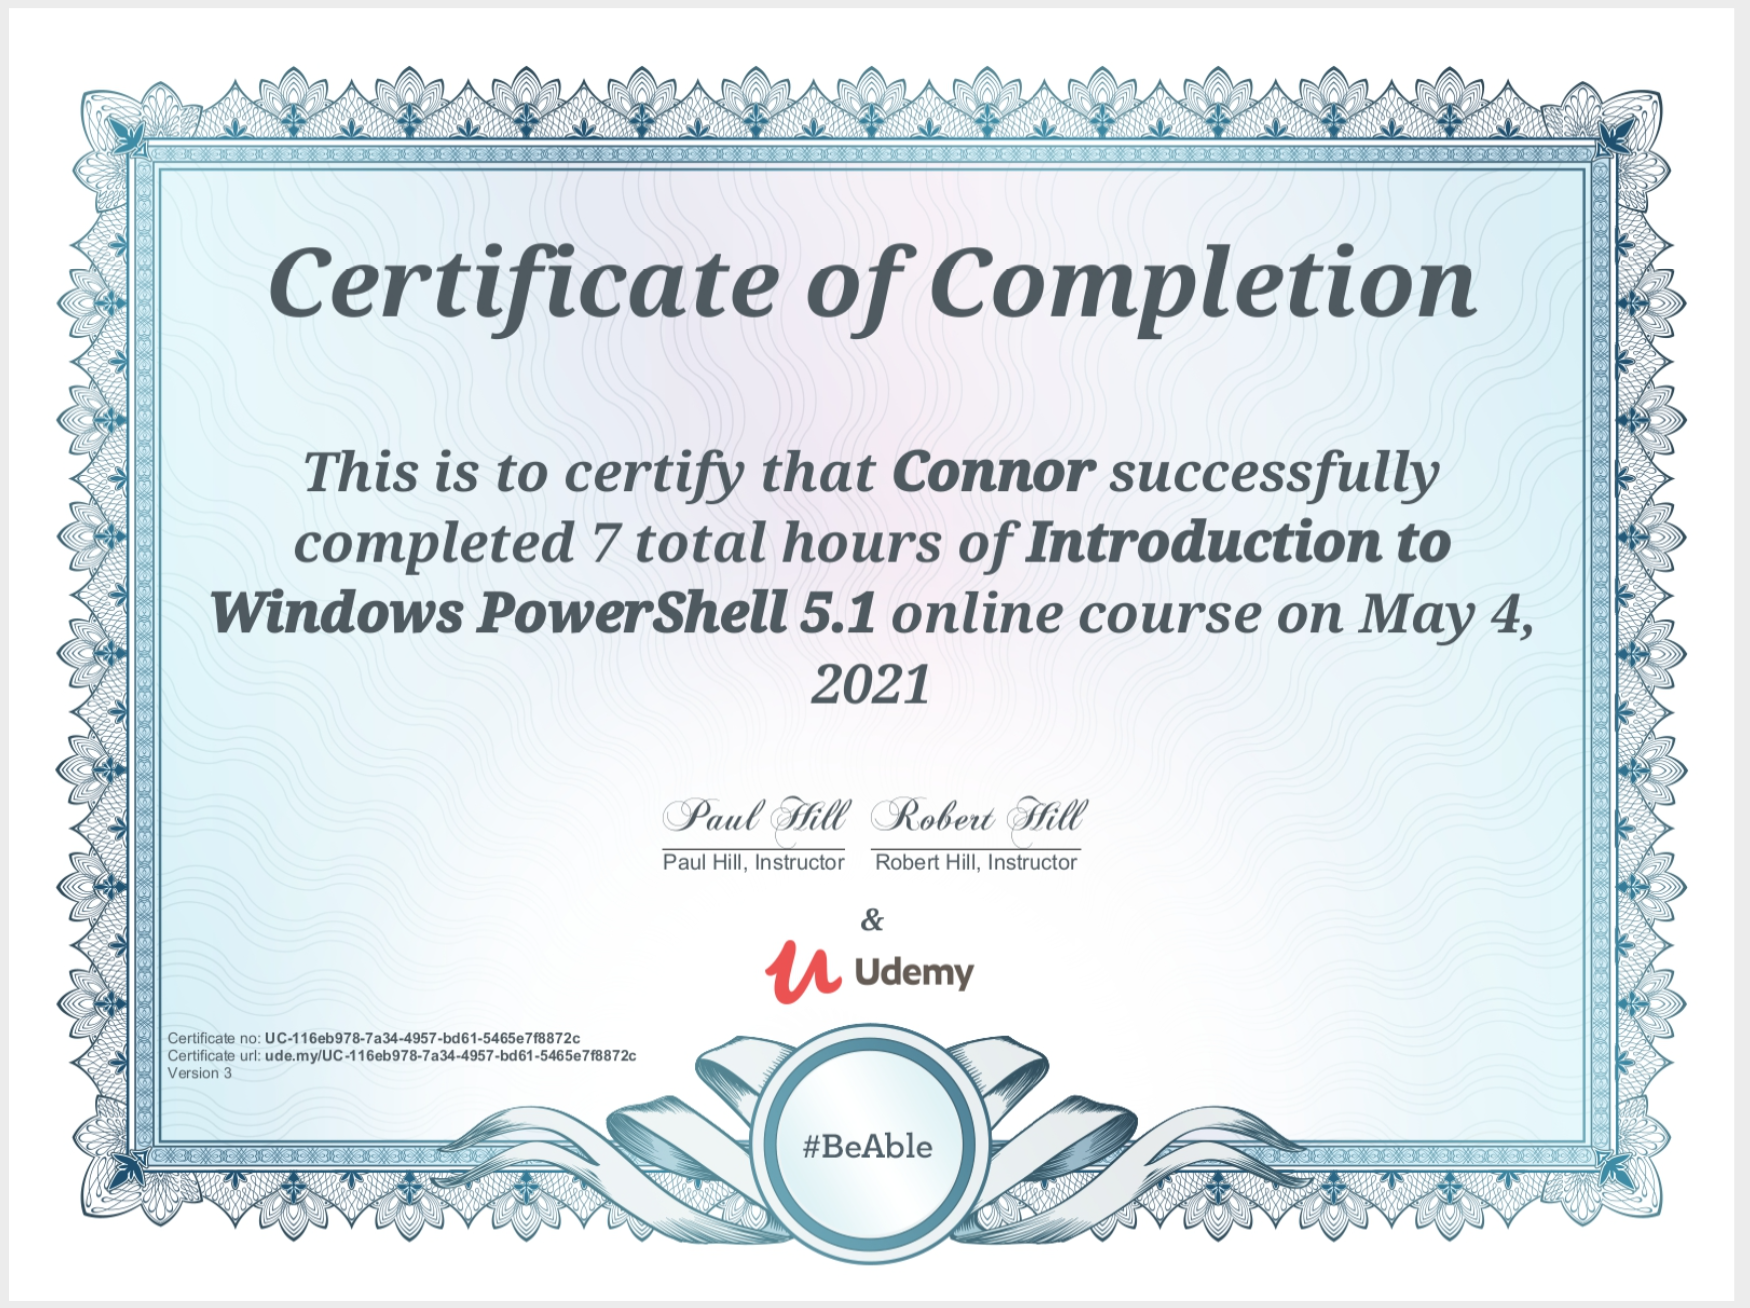 Certificate of Completion
This is to certify that Connor successfully
completed 7 total hours of Introduction to
Windows PowerShell 5.1 online course on May 4,
2021
Paul Hill Robert Hill
Paul Hill, Instructor Robert Hill, Instructor
&
Udemy
Certificate no: UC-116eb978-7a34-4957-bd61-5465e7f8872c
Certificate url: ude.my/UC-116eb978-7a34-4957-bd61-5465e7f8872c
Version 3
#BeAble